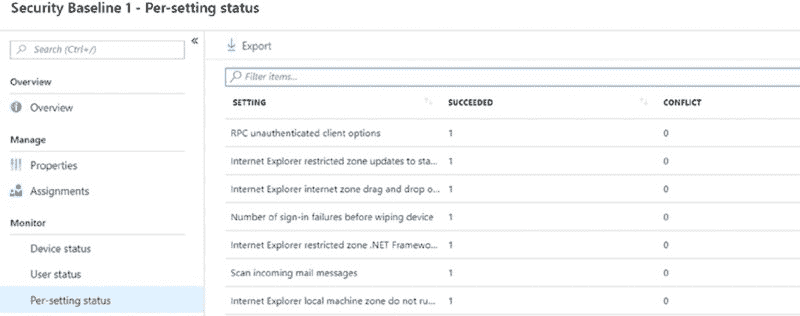 Security Baseline 1 - Per-setting status
Search (Ctrl+/)
«
Overview
Overview
Manage
Properties
Assignments
Monitor
Device status
User status
Per-setting status
Export
Filter items...
SETTING SUCCEEDED CONFLICT
RPC unauthenticated client options 1 0
Internet Explorer restricted zone updates to sta... 1 0
Internet Explorer internet zone drag and drop o... 1 0
Number of sign-in failures before wiping device 1 0
Internet Explorer restricted zone .NET Framewo... 1 0
Scan incoming mail messages 1 0
Internet Explorer local machine zone do not ru... 1 0